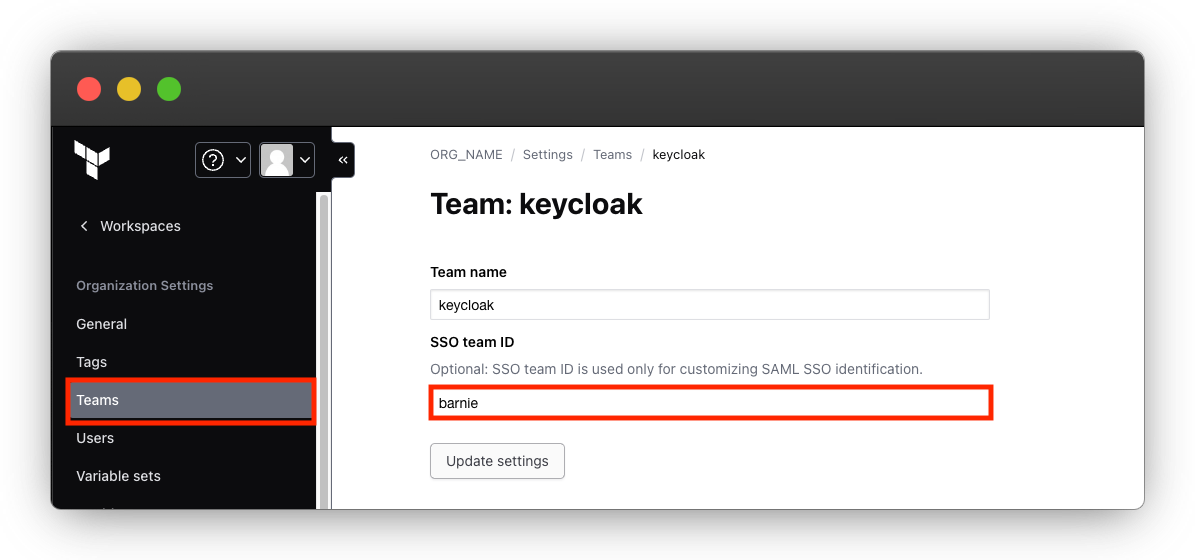 ORG_NAME / Settings / Teams / keycloak
Team: keycloak
Workspaces
Organization Settings
General
Tags
Teams
Users
Variable sets
Team name
keycloak
SSO team ID
Optional: SSO team ID is used only for customizing SAML SSO identification.
barnie
Update settings